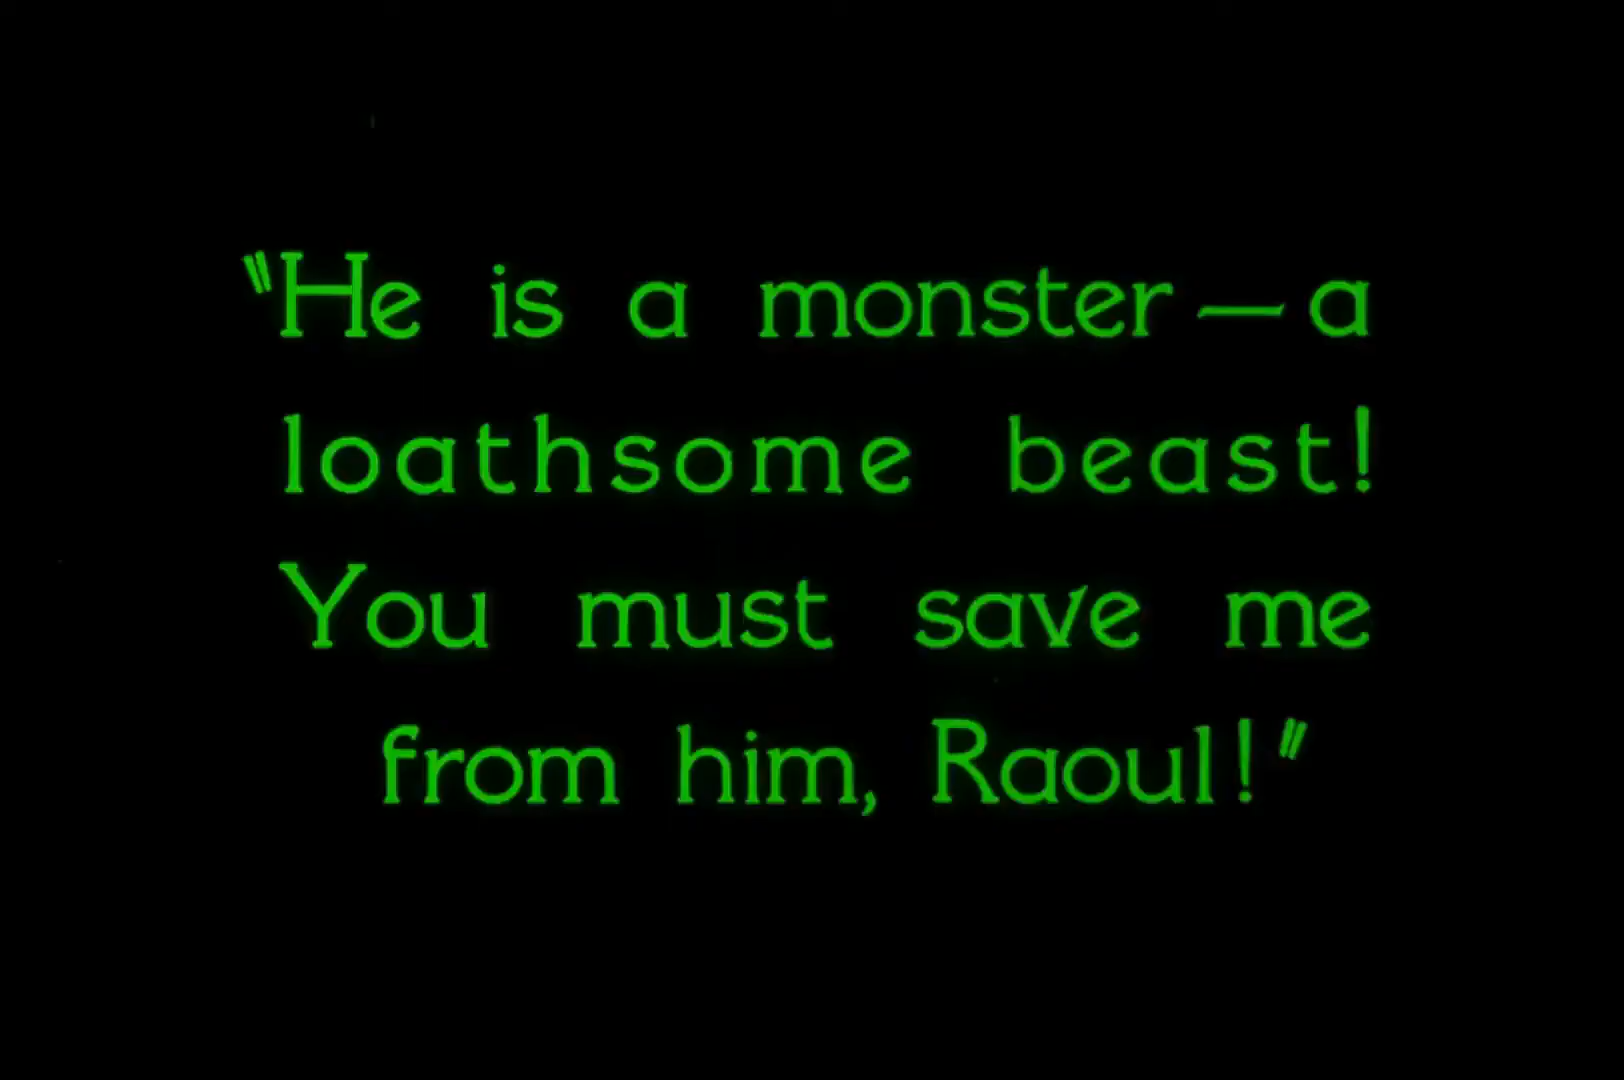 "He is a monster—a
loathsome beast!
You must save me
from him, Raoul!"